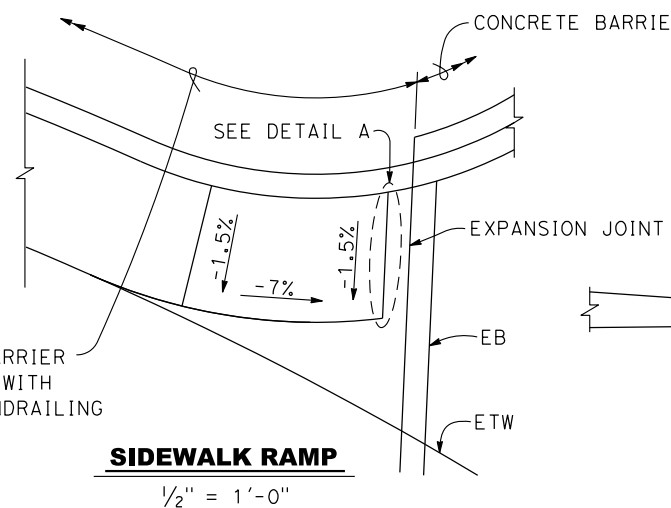 CONCRETE BARRIE
SEE DETAIL A
-1.5%
-1.5%
-7%
EXPANSION JOINT
EB
RRIER
WITH
NDRAILING
ETW
SIDEWALK RAMP
1/2" = 1'-0"